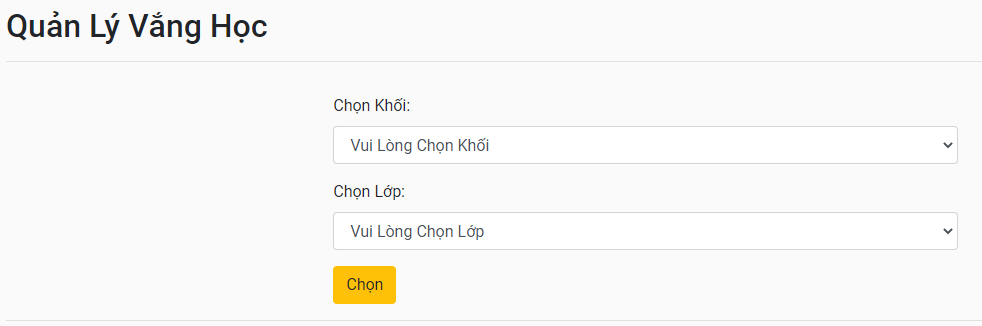 Quản Lý Vắng Học
Chọn Khối:
Vui Lòng Chọn Khối
Chọn Lớp:
Vui Lòng Chọn Lớp
Chọn